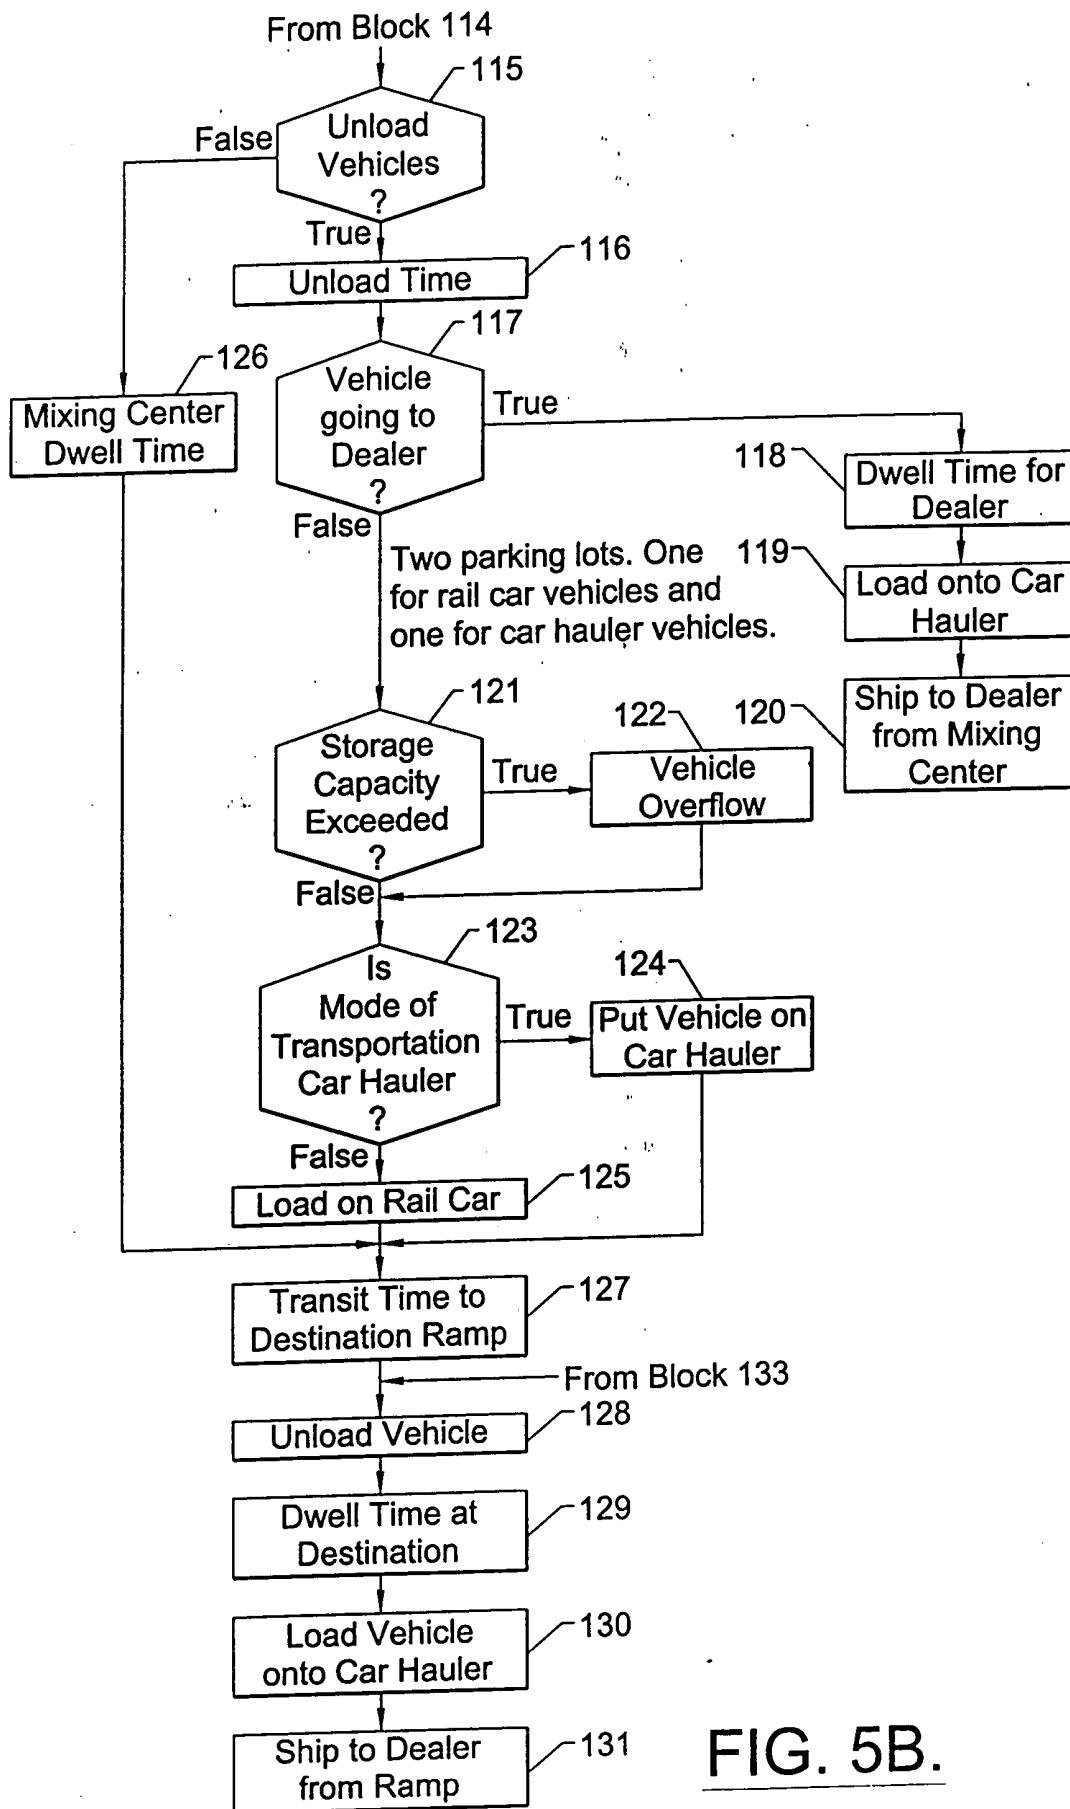 From Block 114
115
Unload
Vehicles
?
False
True
116
Unload Time
117
Vehicle
going to
Dealer
?
True
False
126
Mixing Center
Dwell Time
118
Dwell Time for
Dealer
119
Load onto Car
Hauler
120
Ship to Dealer
from Mixing
Center
Two parking lots. One
for rail car vehicles and
one for car hauler vehicles.
121
Storage
Capacity
Exceeded
?
True
False
122
Vehicle
Overflow
123
Is
Mode of
Transportation
Car Hauler
?
True
False
124
Put Vehicle on
Car Hauler
125
Load on Rail Car
127
Transit Time to
Destination Ramp
From Block 133
128
Unload Vehicle
129
Dwell Time at
Destination
130
Load Vehicle
onto Car Hauler
131
Ship to Dealer
from Ramp
FIG. 5B.